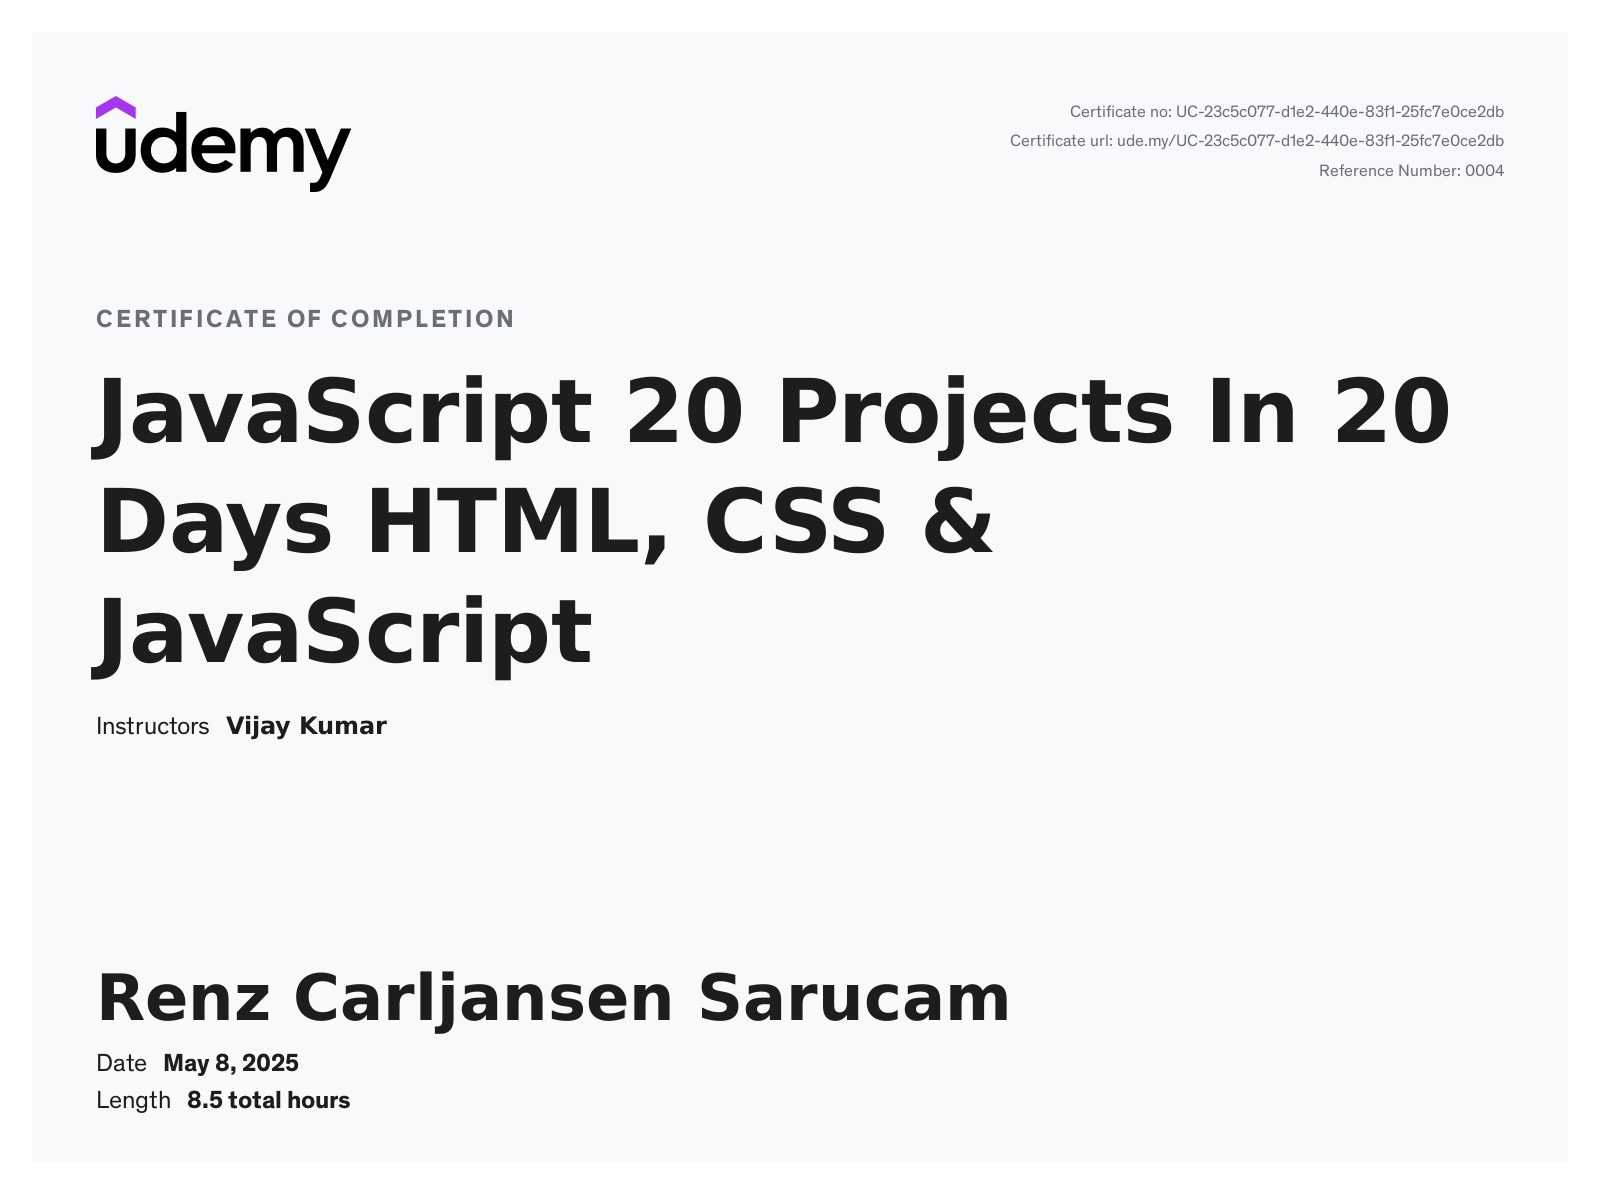 udemy
Certificate no: UC-23c5c077-d1e2-440e-83f1-25fc7e0ce2db
Certificate url: ude.my/UC-23c5c077-d1e2-440e-83f1-25fc7e0ce2db
Reference Number: 0004
CERTIFICATE OF COMPLETION
JavaScript 20 Projects In 20
Days HTML, CSS &
JavaScript
Instructors Vijay Kumar
Renz Carljansen Sarucam
Date May 8, 2025
Length 8.5 total hours